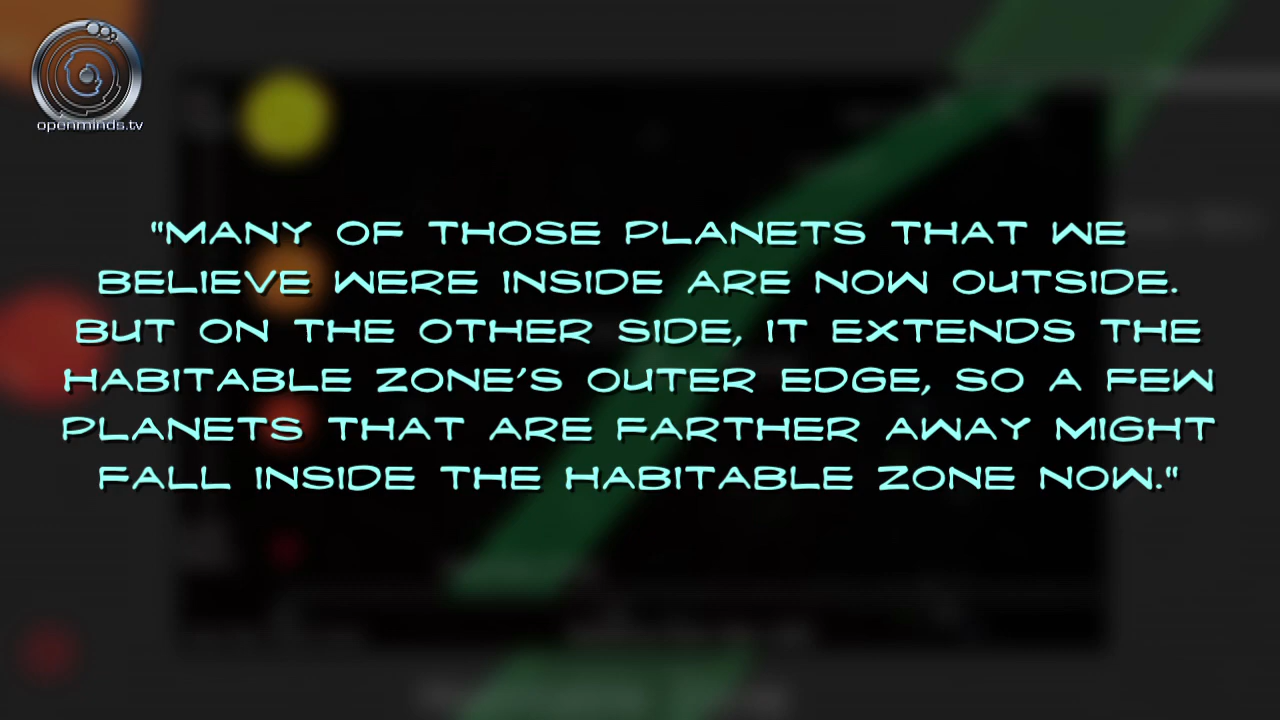 openminds.tv
"MANY OF THOSE PLANETS THAT WE
BELIEVE WERE INSIDE ARE NOW OUTSIDE.
BUT ON THE OTHER SIDE, IT EXTENDS THE
HABITABLE ZONE'S OUTER EDGE, SO A FEW
PLANETS THAT ARE FARTHER AWAY MIGHT
FALL INSIDE THE HABITABLE ZONE NOW."